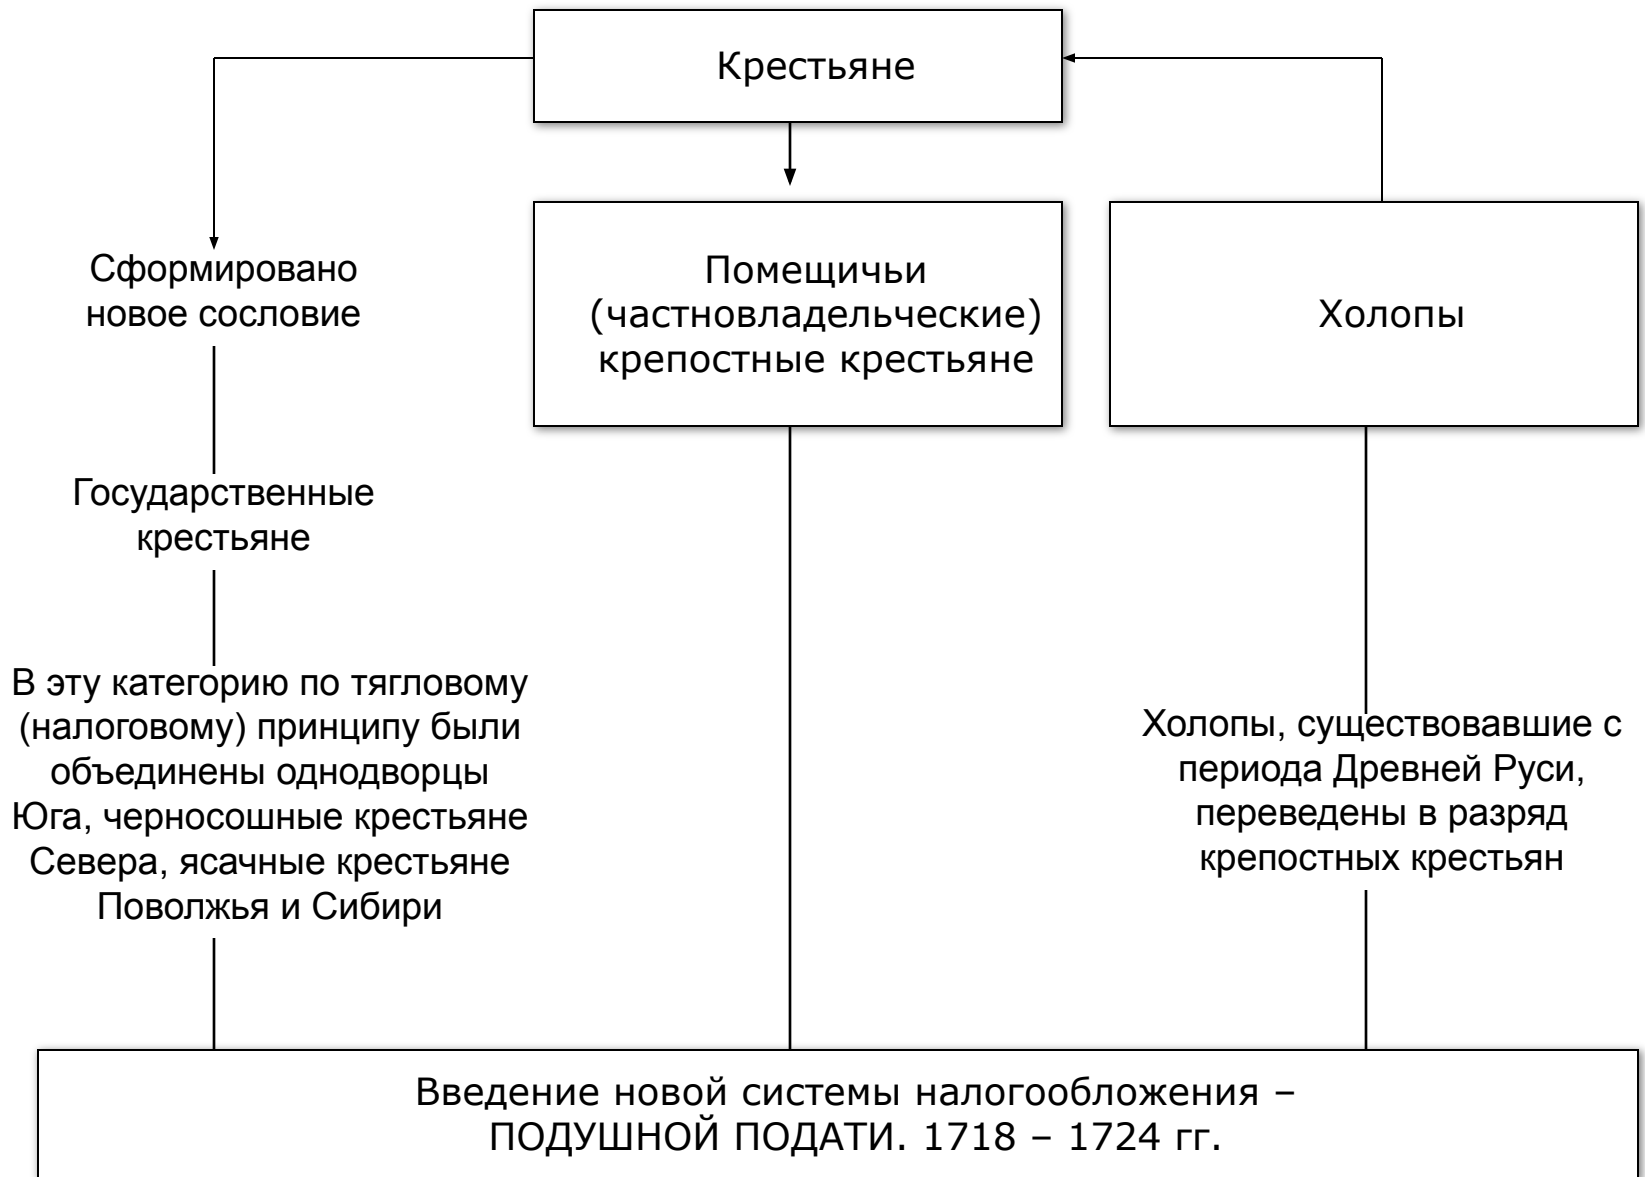 Крестьяне
Сформировано
новое сословие
Государственные
крестьяне
В эту категорию по тягловому
(налоговому) принципу были
объединены однодворцы
Юга, черносошные крестьяне
Севера, ясачные крестьяне
Поволжья и Сибири
Помещичьи
(частновладельческие)
крепостные крестьяне
Холопы
Холопы, существовавшие с
периода Древней Руси,
переведены в разряд
крепостных крестьян
Введение новой системы налогообложения –
ПОДУШНОЙ ПОДАТИ. 1718 – 1724 гг.